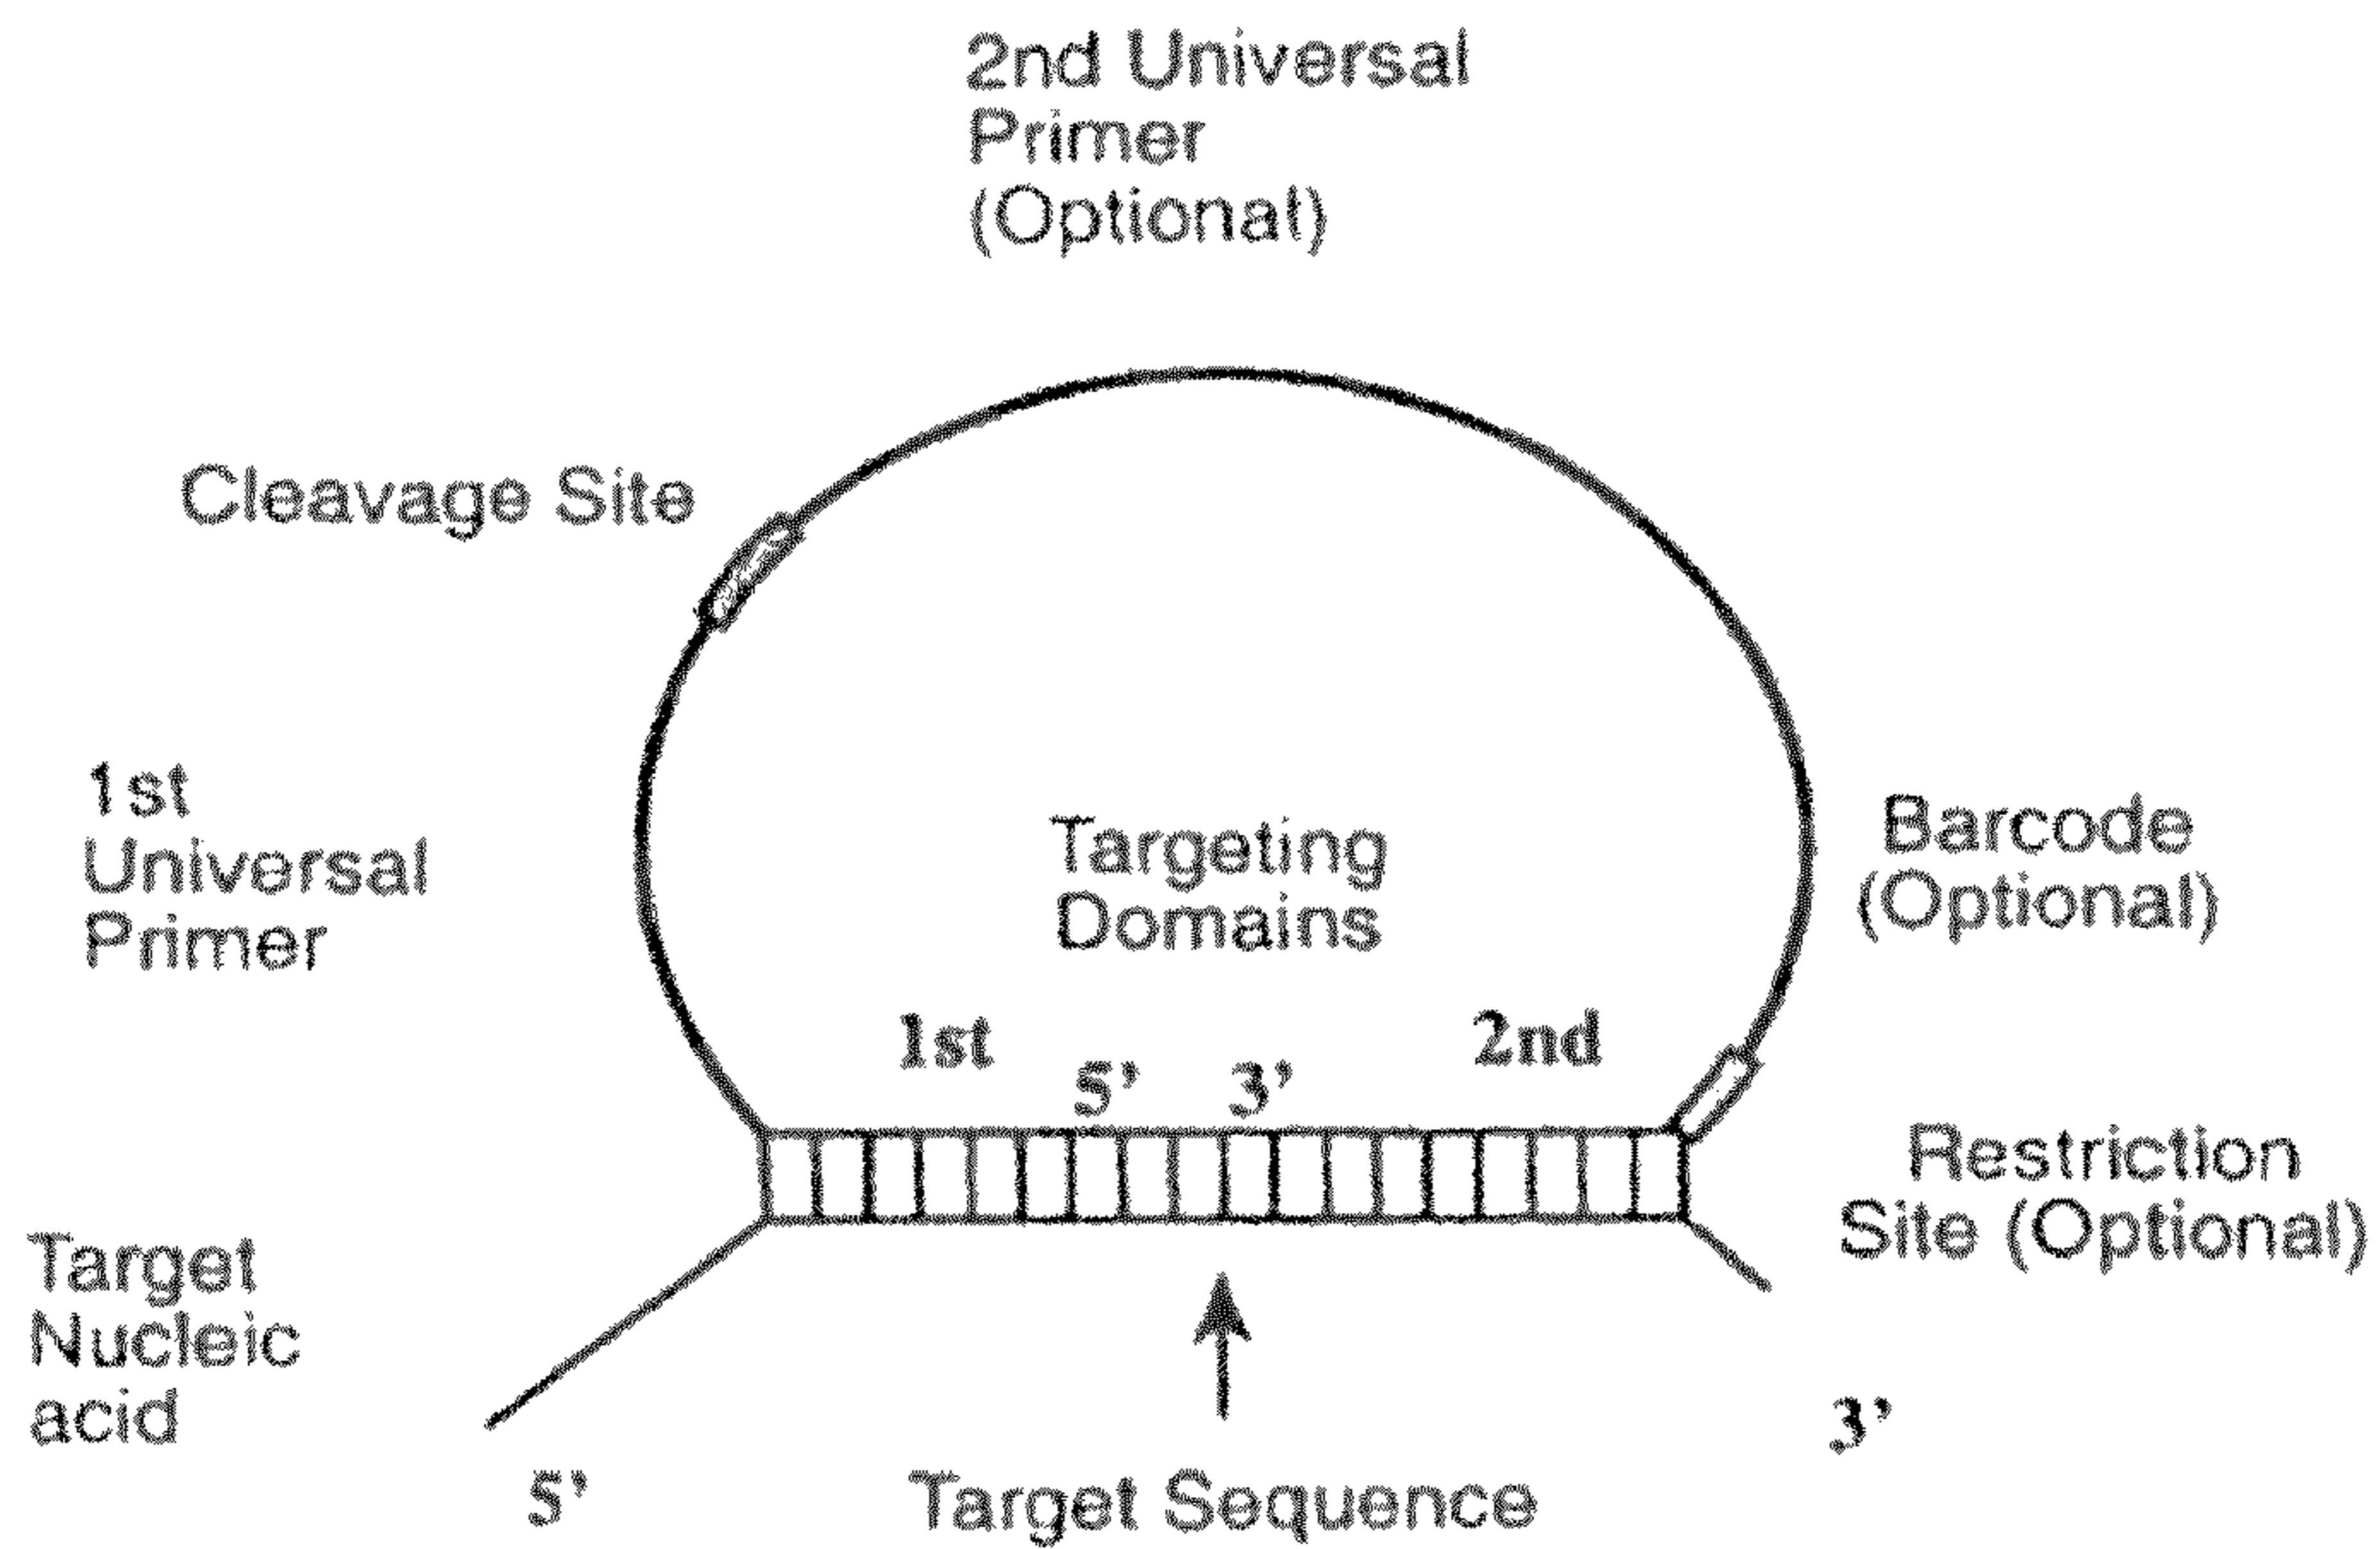 2nd Universal
Primer
(Optional)
Cleavage Site
1st
Universal
Primer
Targeting
Domains
Barcode
(Optional)
1st
2nd
5’
3’
Restriction
Site (Optional)
Target
Nucleic
acid
3’
5’
Target Sequence